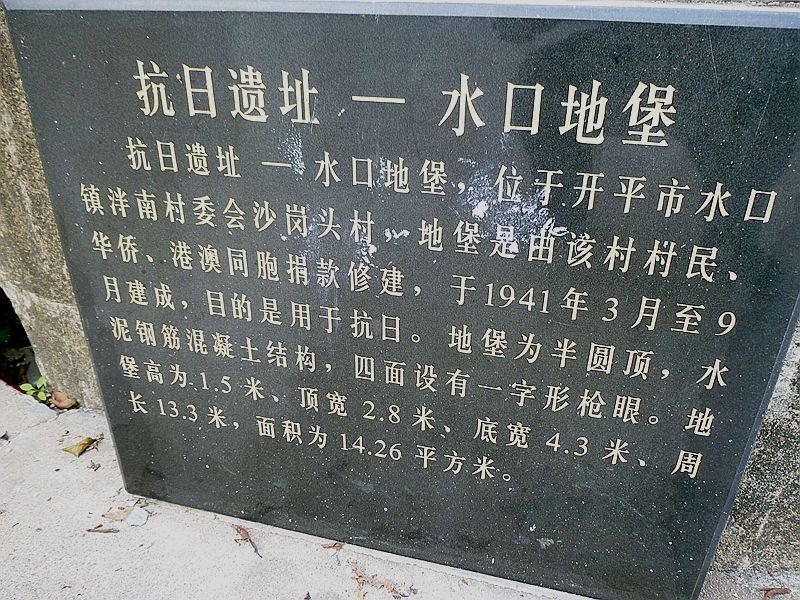 抗日遗址 — 水口地堡
抗日遗址 — 水口地堡，位于开平市水口
镇泮南村委会沙岗头村，地堡是由该村村民、
华侨、港澳同胞捐款修建，于1941年3月至9
月建成，目的是用于抗日。地堡为半圆顶，水
泥钢筋混凝土结构，四面设有一字形枪眼。地
堡高为1.5米、顶宽2.8米、底宽4.3米、周
长13.3米，面积为14.26平方米。